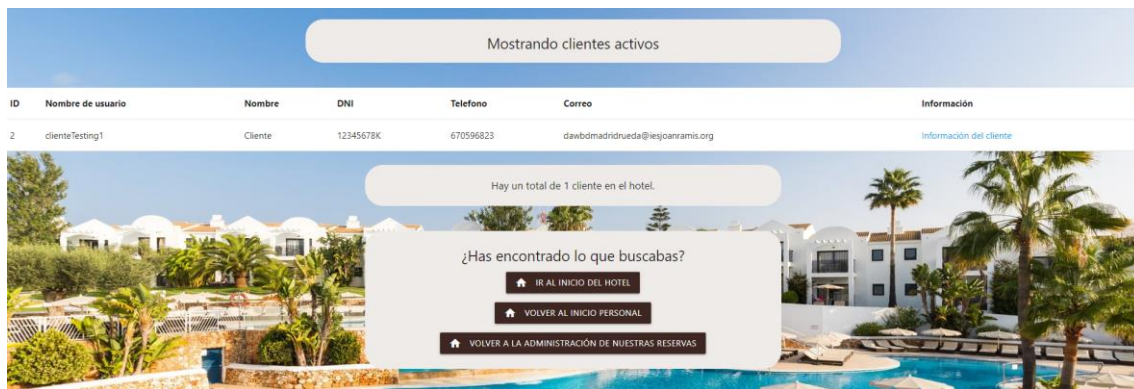 Mostrando clientes activos
ID Nombre de usuario Nombre DNI Telefono Correo Información
2 clienteTesting1 Cliente 12345678K 670596823 dawbdmadridrueda@iesjoanramis.org Información del cliente
Hay un total de 1 cliente en el hotel.
¿Has encontrado lo que buscabas?
IR AL INICIO DEL HOTEL
VOLVER AL INICIO PERSONAL
VOLVER A LA ADMINISTRACIÓN DE NUESTRAS RESERVAS